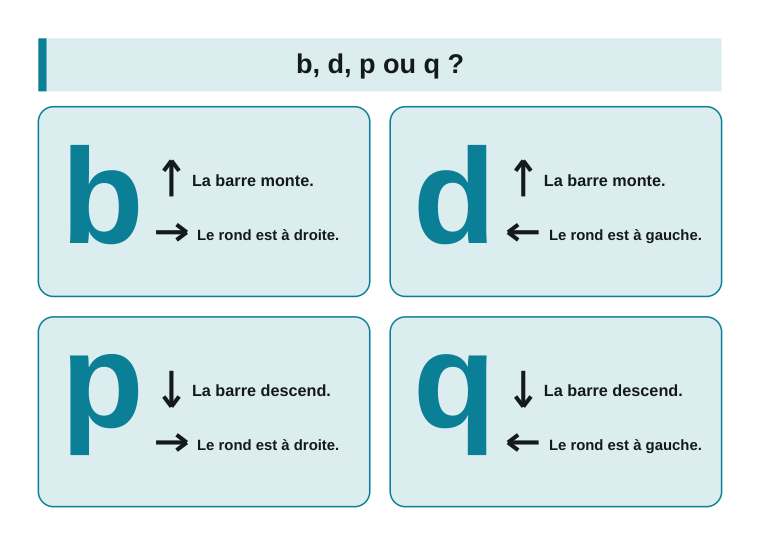 b, d, p ou q ?
b
La barre monte.
Le rond est à droite.
d
La barre monte.
Le rond est à gauche.
p
La barre descend.
Le rond est à droite.
q
La barre descend.
Le rond est à gauche.